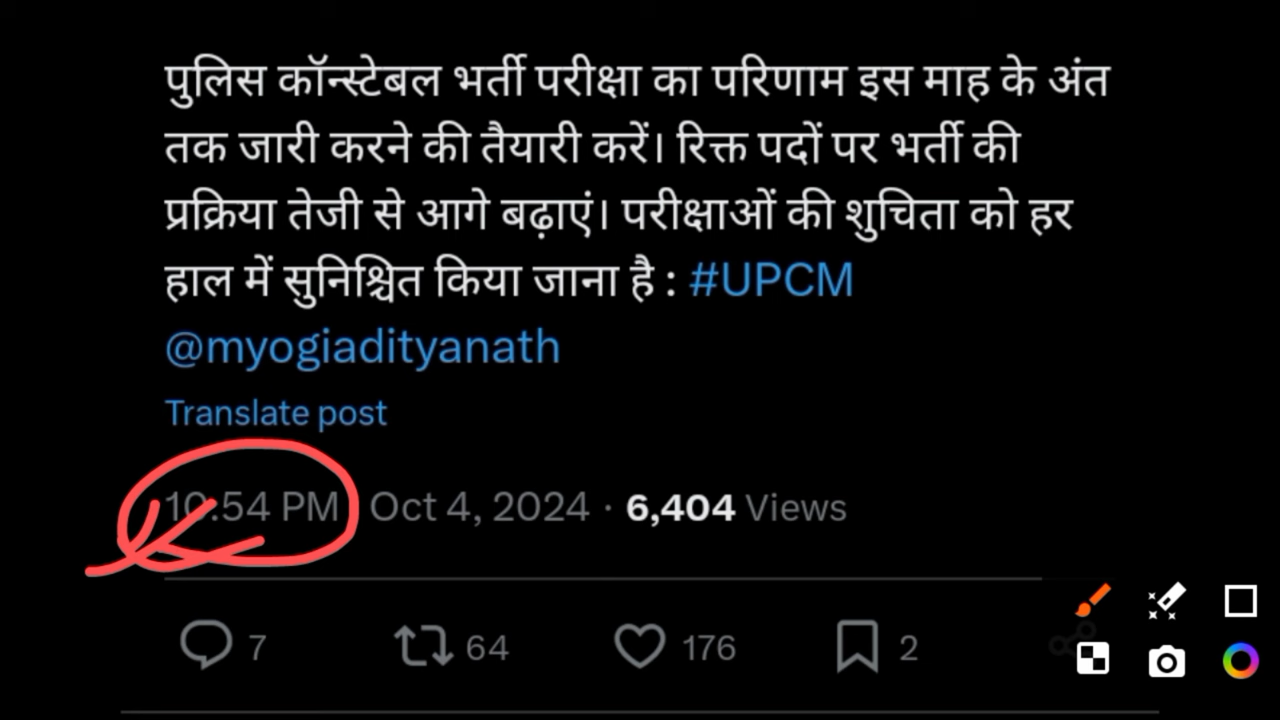 पुलिस कॉन्स्टेबल भर्ती परीक्षा का परिणाम इस माह के अंत
तक जारी करने की तैयारी करें। रिक्त पदों पर भर्ती की
प्रक्रिया तेजी से आगे बढ़ाएं। परीक्षाओं की शुचिता को हर
हाल में सुनिश्चित किया जाना है : #UPCM
@myogiadityanath
Translate post
10:54 PM Oct 4, 2024 · 6,404 Views
7 64 176 2